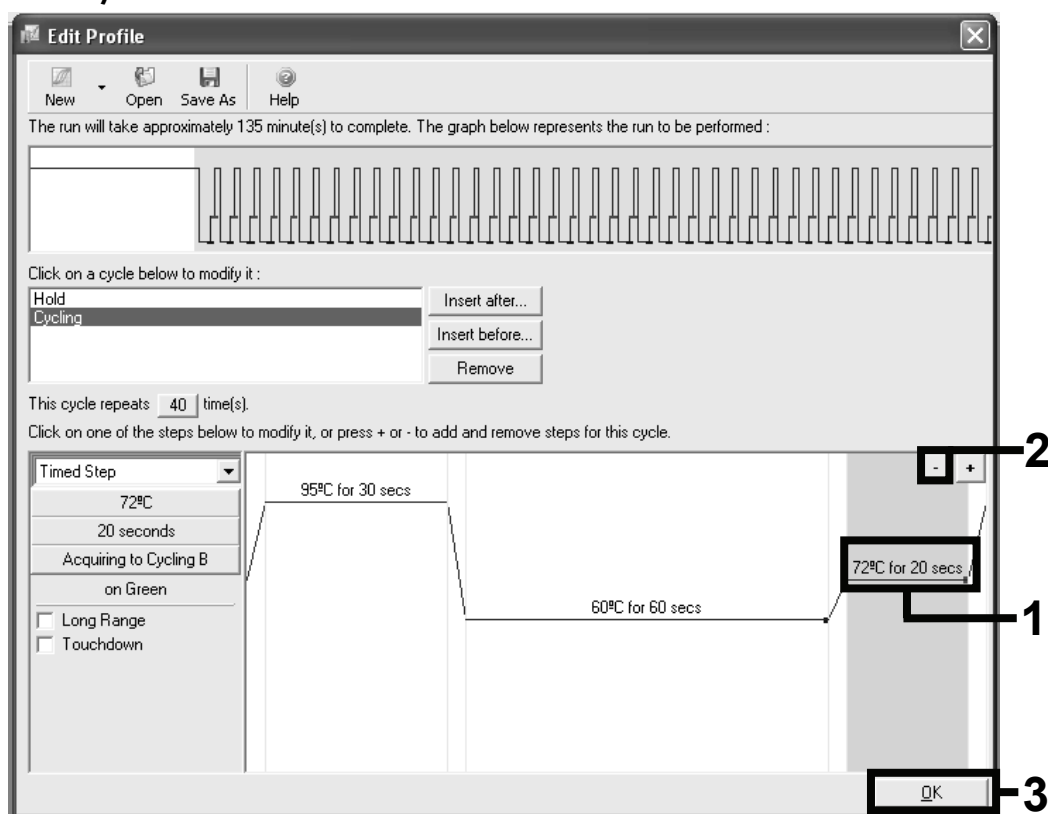 Edit Profile
New Open Save As Help
The run will take approximately 135 minute(s) to complete. The graph below represents the run to be performed :
Click on a cycle below to modify it :
Hold
Cycling
Insert after...
Insert before...
Remove
This cycle repeats 40 time(s).
Click on one of the steps below to modify it, or press + or - to add and remove steps for this cycle.
Timed Step
72ºC
20 seconds
Acquiring to Cycling B
on Green
Long Range
Touchdown
95ºC for 30 secs
60ºC for 60 secs
72ºC for 20 secs
- +
2
1
OK
3